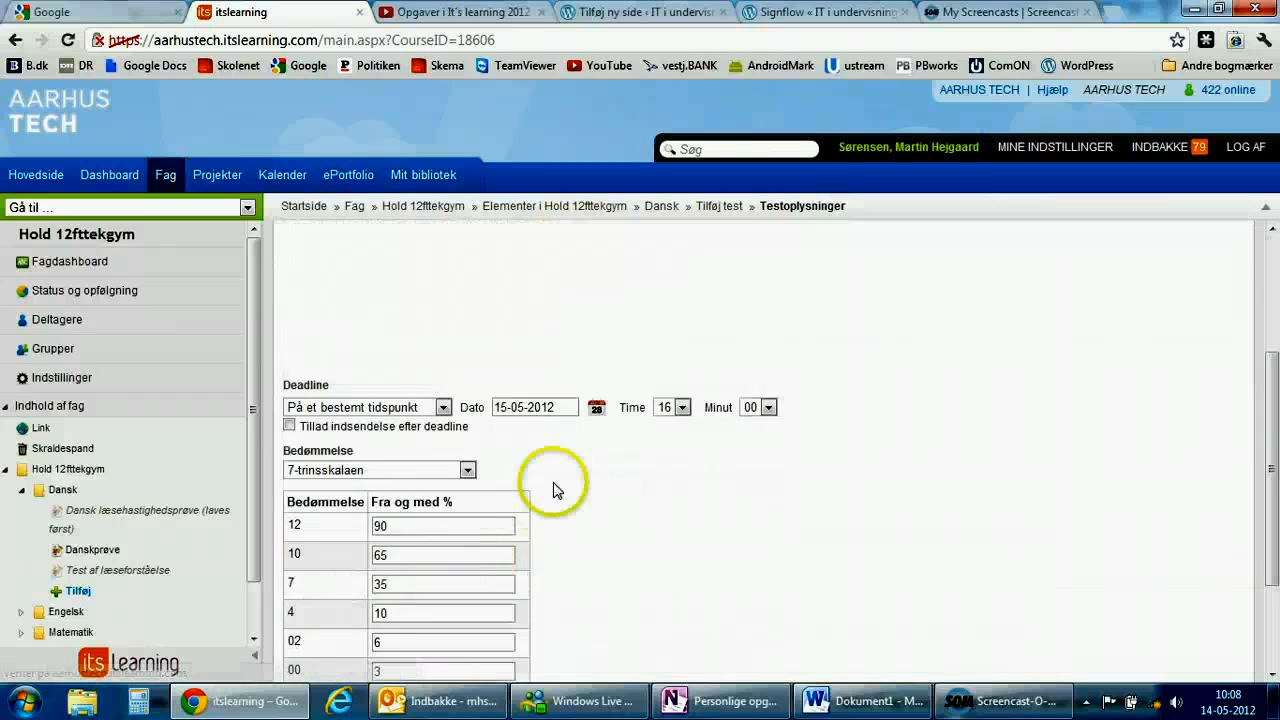 Google
itslearning
Opgaver i It's learning 2012
Tilføj ny side ‹ IT i undervisn
Signflow « IT i undervisning
My Screencasts | Screencast
https://aarhustech.itslearning.com/main.aspx?CourseID=18606
B.dk DR Google Docs Skolenet Google Politiken Skema TeamViewer YouTube vestj.BANK AndroidMark ustream PBworks ComON WordPress Andre bogmærker
AARHUS
TECH
AARHUS TECH | Hjælp AARHUS TECH 422 online
Søg
Sørensen, Martin Hejgaard MINE INDSTILLINGER INDBAKKE 79 LOG AF
Hovedside Dashboard Fag Projekter Kalender ePortfolio Mit bibliotek
Gå til ...
Startside » Fag » Hold 12fttekgym » Elementer i Hold 12fttekgym » Dansk » Tilføj test » Testoplysninger
Hold 12fttekgym
Fagdashboard
Status og opfølgning
Deltagere
Grupper
Indstillinger
Indhold af fag
Link
Skraldespand
Hold 12fttekgym
Dansk
Dansk læsehastighedsprøve (laves
først)
Danskprøve
Test af læseforståelse
Tilføj
Engelsk
Matematik
its learning
Deadline
På et bestemt tidspunkt Dato 15-05-2012 28 Time 16 Minut 00
Tillad indsendelse efter deadline
Bedømmelse
7-trinsskalaen
Bedømmelse Fra og med %
12 90
10 65
7 35
4 10
02 6
00 3
itslearning – Go...
Indbakke - mhs...
Windows Live ...
Personlige opg...
Dokument1 - M...
SOM Screencast-O-...
10:08
14-05-2012